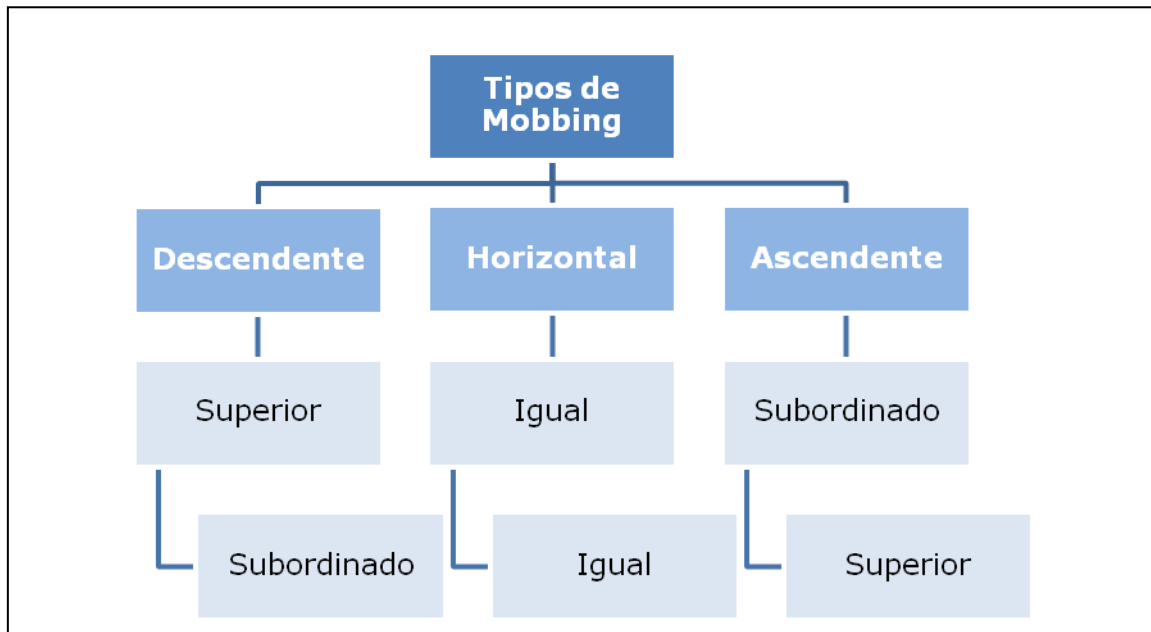 Tipos de
Mobbing
Descendente
Horizontal
Ascendente
Superior
Igual
Subordinado
Subordinado
Igual
Superior